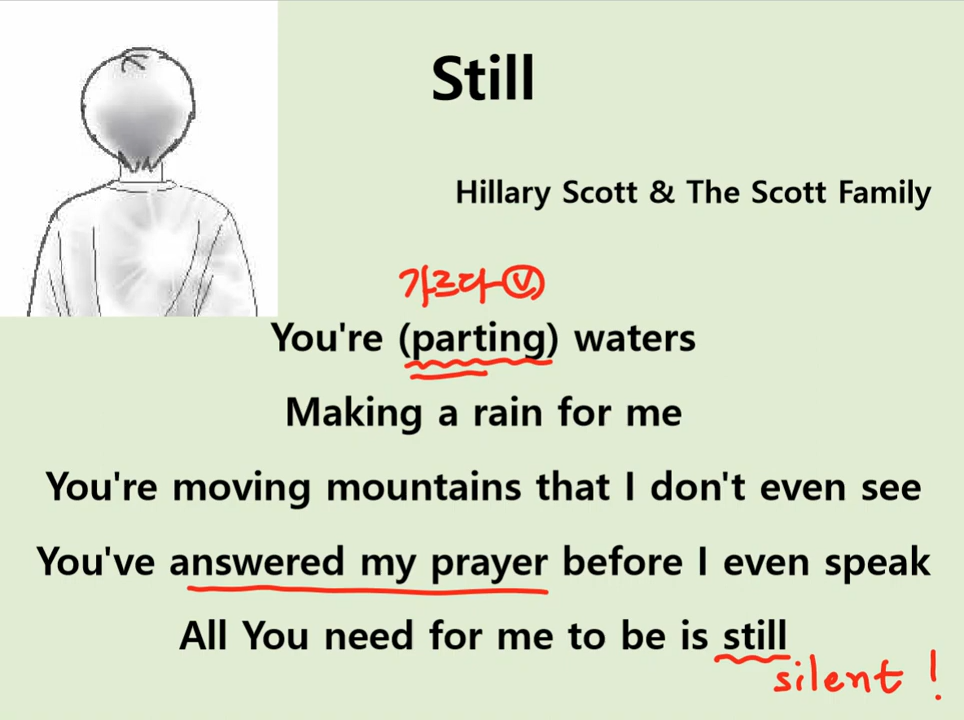 Still
Hillary Scott & The Scott Family
가르다 ⓥ
You're (parting) waters
Making a rain for me
You're moving mountains that I don't even see
You've answered my prayer before I even speak
All You need for me to be is still
silent !